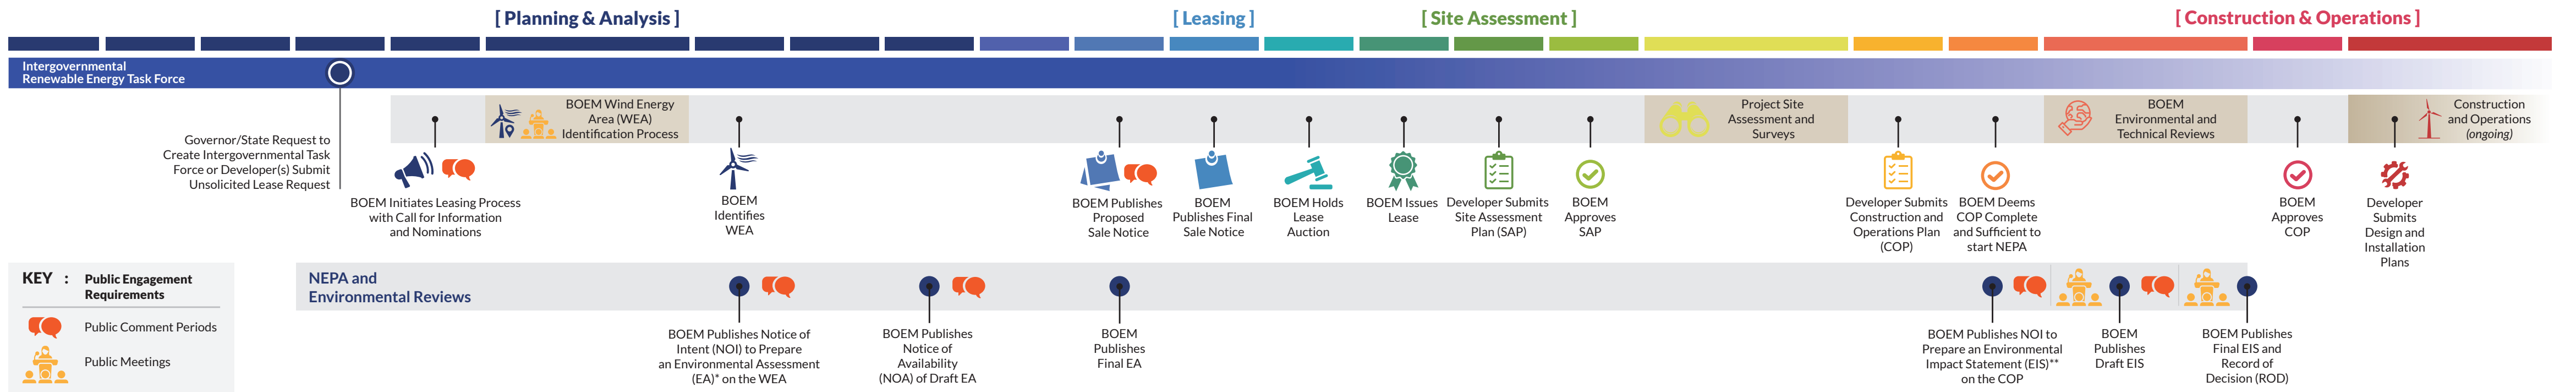 [ Planning & Analysis ]
[ Leasing ]
[ Site Assessment ]
[ Construction & Operations ]
Intergovernmental
Renewable Energy Task Force
Governor/State Request to
Create Intergovernmental Task
Force or Developer(s) Submit
Unsolicited Lease Request
BOEM Initiates Leasing Process
with Call for Information
and Nominations
BOEM Wind Energy
Area (WEA)
Identification Process
BOEM
Identifies
WEA
BOEM Publishes
Proposed
Sale Notice
BOEM
Publishes Final
Sale Notice
BOEM Holds
Lease
Auction
BOEM Issues
Lease
Developer Submits
Site Assessment
Plan (SAP)
BOEM
Approves
SAP
Project Site
Assessment and
Surveys
Developer Submits
Construction and
Operations Plan
(COP)
BOEM Deems
COP Complete
and Sufficient to
start NEPA
BOEM
Environmental and
Technical Reviews
BOEM
Approves
COP
Construction
and Operations
(ongoing)
Developer
Submits
Design and
Installation
Plans
KEY :
Public Engagement
Requirements
Public Comment Periods
Public Meetings
NEPA and
Environmental Reviews
BOEM Publishes Notice of
Intent (NOI) to Prepare
an Environmental Assessment
(EA)* on the WEA
BOEM Publishes
Notice of
Availability
(NOA) of Draft EA
BOEM
Publishes
Final EA
BOEM Publishes NOI to
Prepare an Environmental
Impact Statement (EIS)**
on the COP
BOEM
Publishes
Draft EIS
BOEM Publishes
Final EIS and
Record of
Decision (ROD)